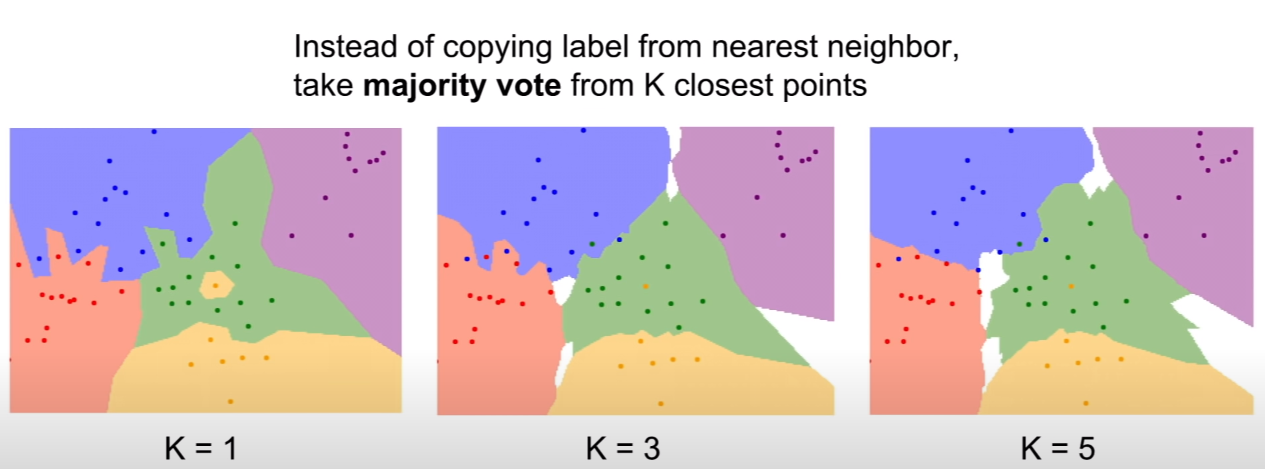 Instead of copying label from nearest neighbor,
take majority vote from K closest points
K = 1
K = 3
K = 5